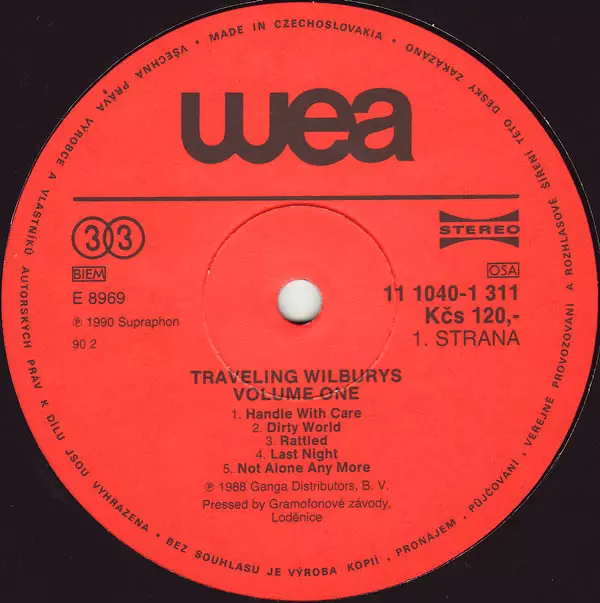 • MADE IN CZECHOSLOVAKIA •
VŠECHNA PRÁVA VÝROBCE A VLASTNÍKŮ AUTORSKÝCH PRÁV K DÍLU JSOU VYHRAZENA • BEZ SOUHLASU JE VÝROBA KOPIÍ • PRONÁJEM • PŮJČOVÁNÍ • VEŘEJNÉ PROVOZOVÁNÍ A ROZHLASOVÉ ŠÍŘENÍ TÉTO DESKY ZAKÁZÁNO
wea
33
STEREO
BIEM
OSA
E 8969
11 1040-1 311
Kčs 120,-
℗ 1990 Supraphon
1. STRANA
90 2
TRAVELING WILBURYS
VOLUME ONE
1. Handle With Care
2. Dirty World
3. Rattled
4. Last Night
5. Not Alone Any More
℗ 1988 Ganga Distributors, B. V.
Pressed by Gramofonové závody,
Loděnice